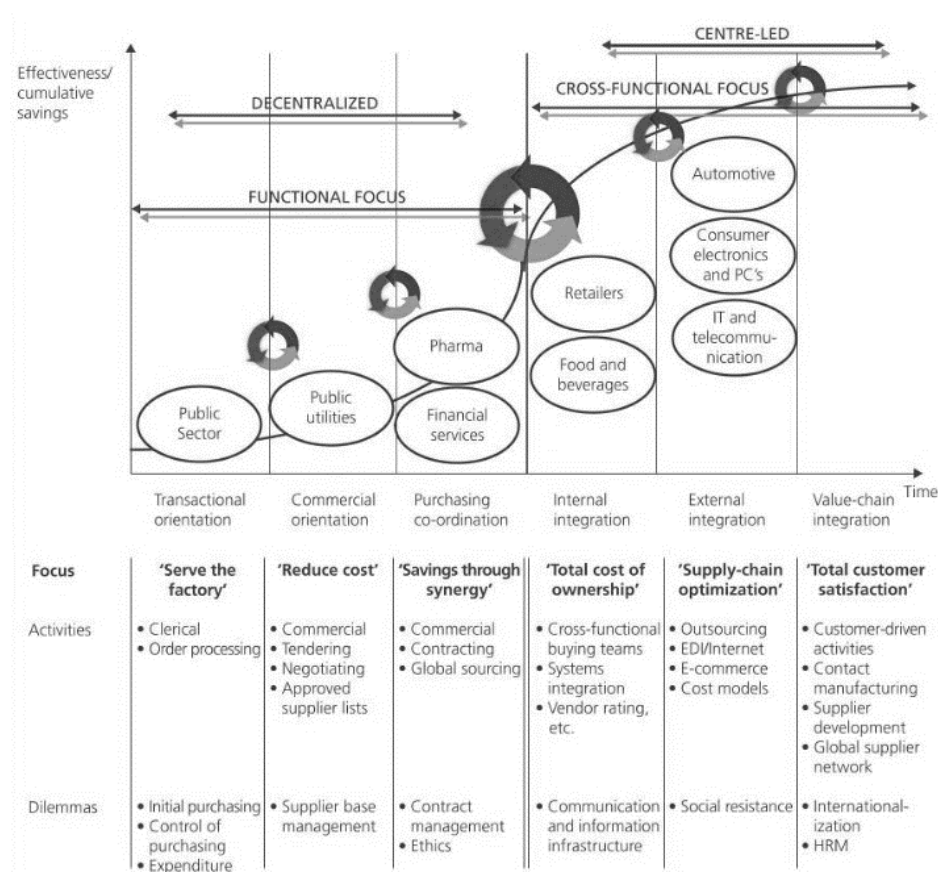 CENTRE-LED
Effectiveness/
cumulative
savings
DECENTRALIZED
CROSS-FUNCTIONAL FOCUS
FUNCTIONAL FOCUS
Automotive
Consumer
electronics
and PC's
Retailers
IT and
telecommu-
nication
Pharma
Food and
beverages
Public
utilities
Public
Sector
Financial
services
Time
Transactional
orientation
Commercial
orientation
Purchasing
co-ordination
Internal
integration
External
integration
Value-chain
integration
Focus
'Serve the
factory'
'Reduce cost'
'Savings through
synergy'
'Total cost of
ownership'
'Supply-chain
optimization'
'Total customer
satisfaction'
Activities
• Clerical
• Order processing
• Commercial
• Tendering
• Negotiating
• Approved
supplier lists
• Commercial
• Contracting
• Global sourcing
• Cross-functional
buying teams
• Systems
integration
• Vendor rating,
etc.
• Outsourcing
• EDI/Internet
• E-commerce
• Cost models
• Customer-driven
activities
• Contact
manufacturing
• Supplier
development
• Global supplier
network
Dilemmas
• Initial purchasing
• Control of
purchasing
• Expenditure
• Supplier base
management
• Contract
management
• Ethics
• Communication
and information
infrastructure
• Social resistance
• International-
ization
• HRM